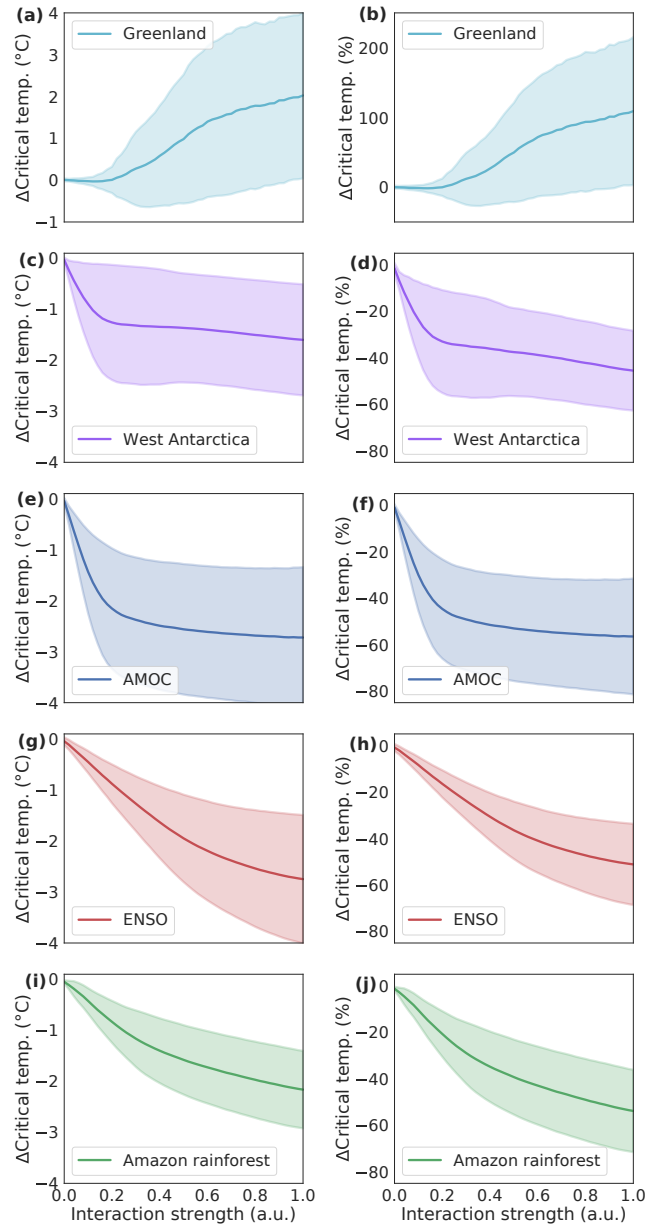 (a)
Greenland
ΔCritical temp. (°C)
4
3
2
1
0
−1
(b)
Greenland
ΔCritical temp. (%)
200
100
0
(c)
West Antarctica
ΔCritical temp. (°C)
0
−1
−2
−3
−4
(d)
West Antarctica
ΔCritical temp. (%)
0
−20
−40
−60
−80
(e)
AMOC
ΔCritical temp. (°C)
0
−1
−2
−3
−4
(f)
AMOC
ΔCritical temp. (%)
0
−20
−40
−60
−80
(g)
ENSO
ΔCritical temp. (°C)
0
−1
−2
−3
−4
(h)
ENSO
ΔCritical temp. (%)
0
−20
−40
−60
−80
(i)
Amazon rainforest
ΔCritical temp. (°C)
0
−1
−2
−3
−4
0.0 0.2 0.4 0.6 0.8 1.0
Interaction strength (a.u.)
(j)
Amazon rainforest
ΔCritical temp. (%)
0
−20
−40
−60
−80
0.0 0.2 0.4 0.6 0.8 1.0
Interaction strength (a.u.)